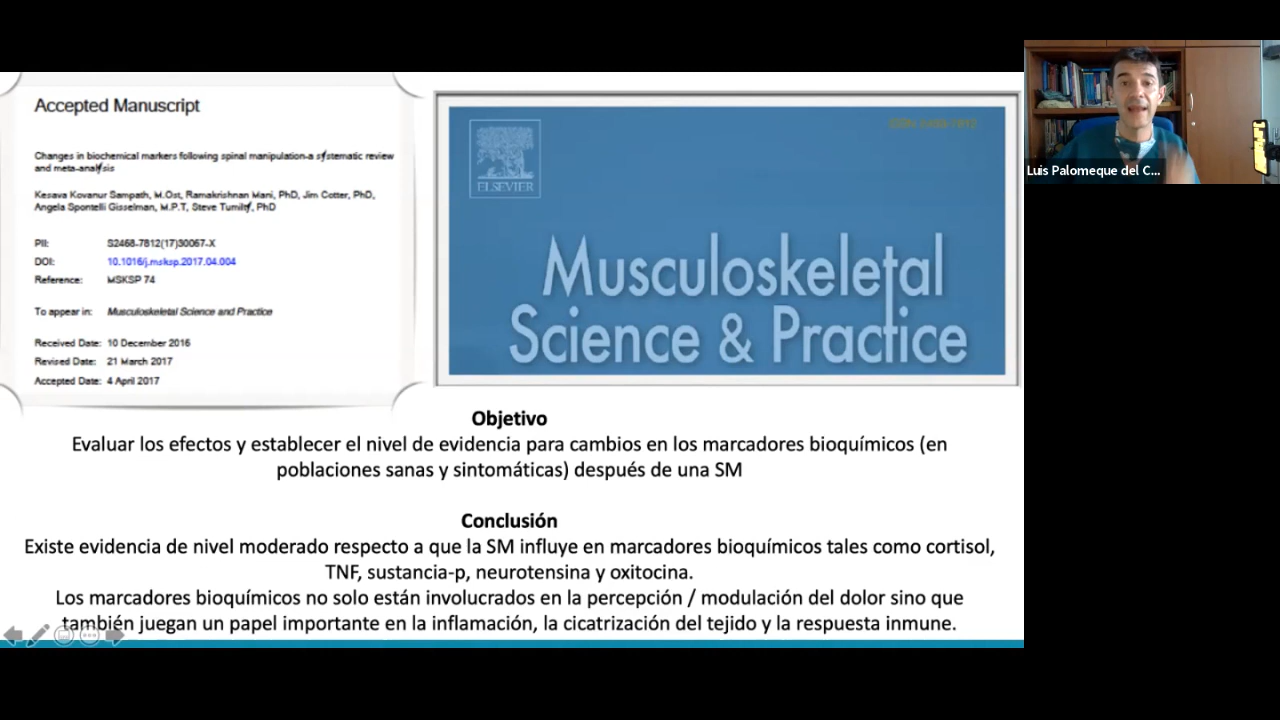 Accepted Manuscript
Changes in biochemical markers following spinal manipulation-a systematic review
and meta-analysis
Kesava Kovanur Sampath, M.Ost, Ramakrishnan Mani, PhD, Jim Cotter, PhD,
Angela Spontelli Gisselman, M.P.T, Steve Tumilty, PhD
PII: S2468-7812(17)30067-X
DOI: 10.1016/j.msksp.2017.04.004
Reference: MSKSP 74
To appear in: Musculoskeletal Science and Practice
Received Date: 10 December 2016
Revised Date: 21 March 2017
Accepted Date: 4 April 2017
ELSEVIER
Musculoskeletal
Science & Practice
Luis Palomeque del C...
Objetivo
Evaluar los efectos y establecer el nivel de evidencia para cambios en los marcadores bioquímicos (en
poblaciones sanas y sintomáticas) después de una SM
Conclusión
Existe evidencia de nivel moderado respecto a que la SM influye en marcadores bioquímicos tales como cortisol,
TNF, sustancia-p, neurotensina y oxitocina.
Los marcadores bioquímicos no solo están involucrados en la percepción / modulación del dolor sino que
también juegan un papel importante en la inflamación, la cicatrización del tejido y la respuesta inmune.